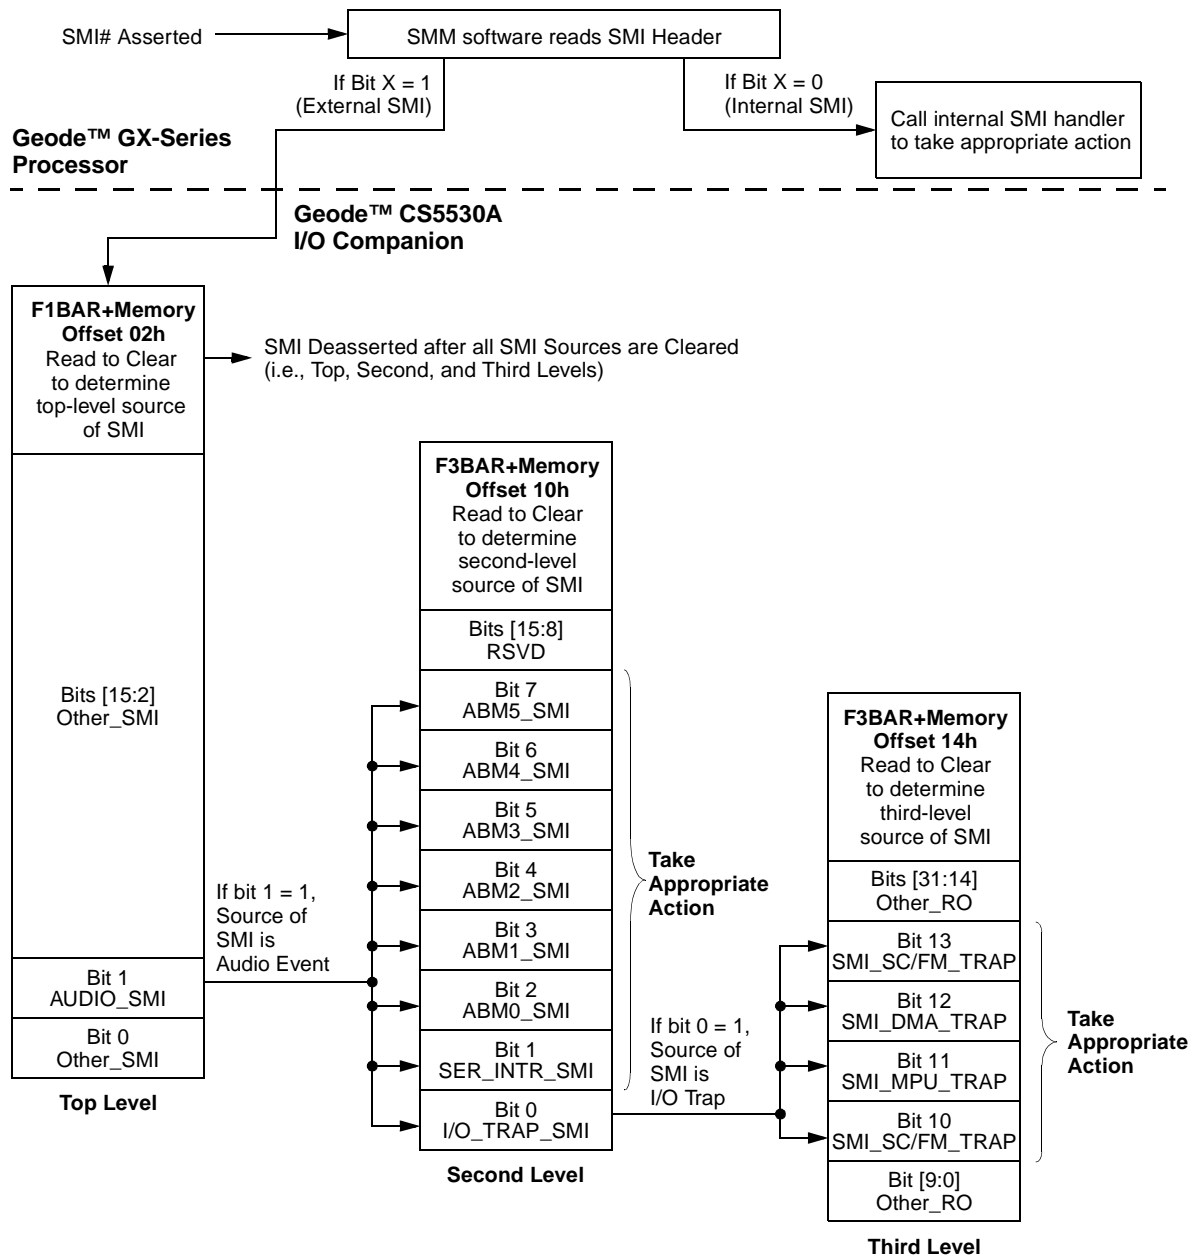 SMI# Asserted
SMM software reads SMI Header
If Bit X = 1
(External SMI)
If Bit X = 0
(Internal SMI)
Call internal SMI handler
to take appropriate action
Geode™ GX-Series
Processor
Geode™ CS5530A
I/O Companion
F1BAR+Memory
Offset 02h
Read to Clear
to determine
top-level source
of SMI
SMI Deasserted after all SMI Sources are Cleared
(i.e., Top, Second, and Third Levels)
Bits [15:2]
Other_SMI
Bit 1
AUDIO_SMI
Bit 0
Other_SMI
Top Level
If bit 1 = 1,
Source of
SMI is
Audio Event
F3BAR+Memory
Offset 10h
Read to Clear
to determine
second-level
source of SMI
Bits [15:8]
RSVD
Bit 7
ABM5_SMI
Bit 6
ABM4_SMI
Bit 5
ABM3_SMI
Bit 4
ABM2_SMI
Bit 3
ABM1_SMI
Bit 2
ABM0_SMI
Bit 1
SER_INTR_SMI
Bit 0
I/O_TRAP_SMI
Second Level
Take
Appropriate
Action
If bit 0 = 1,
Source of
SMI is
I/O Trap
F3BAR+Memory
Offset 14h
Read to Clear
to determine
third-level
source of SMI
Bits [31:14]
Other_RO
Bit 13
SMI_SC/FM_TRAP
Bit 12
SMI_DMA_TRAP
Bit 11
SMI_MPU_TRAP
Bit 10
SMI_SC/FM_TRAP
Bit [9:0]
Other_RO
Third Level
Take
Appropriate
Action